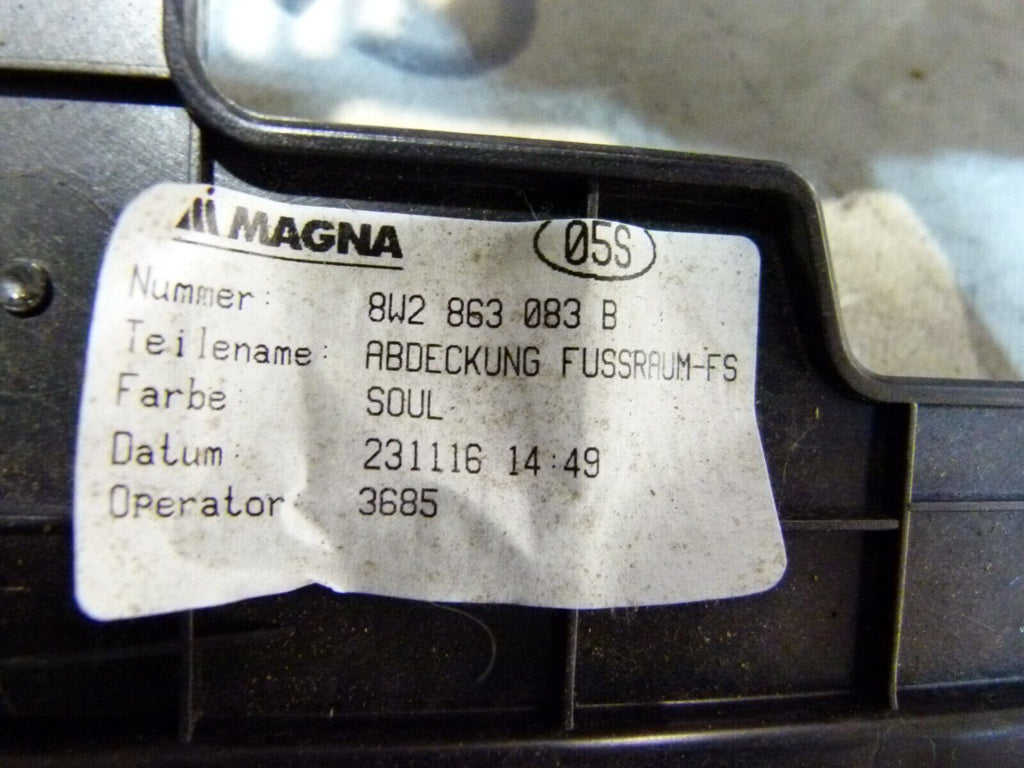 MAGNA 05S
Nummer: 8W2 863 083 B
Teilename: ABDECKUNG FUSSRAUM-FS
Farbe: SOUL
Datum: 231116 14:49
Operator: 3685